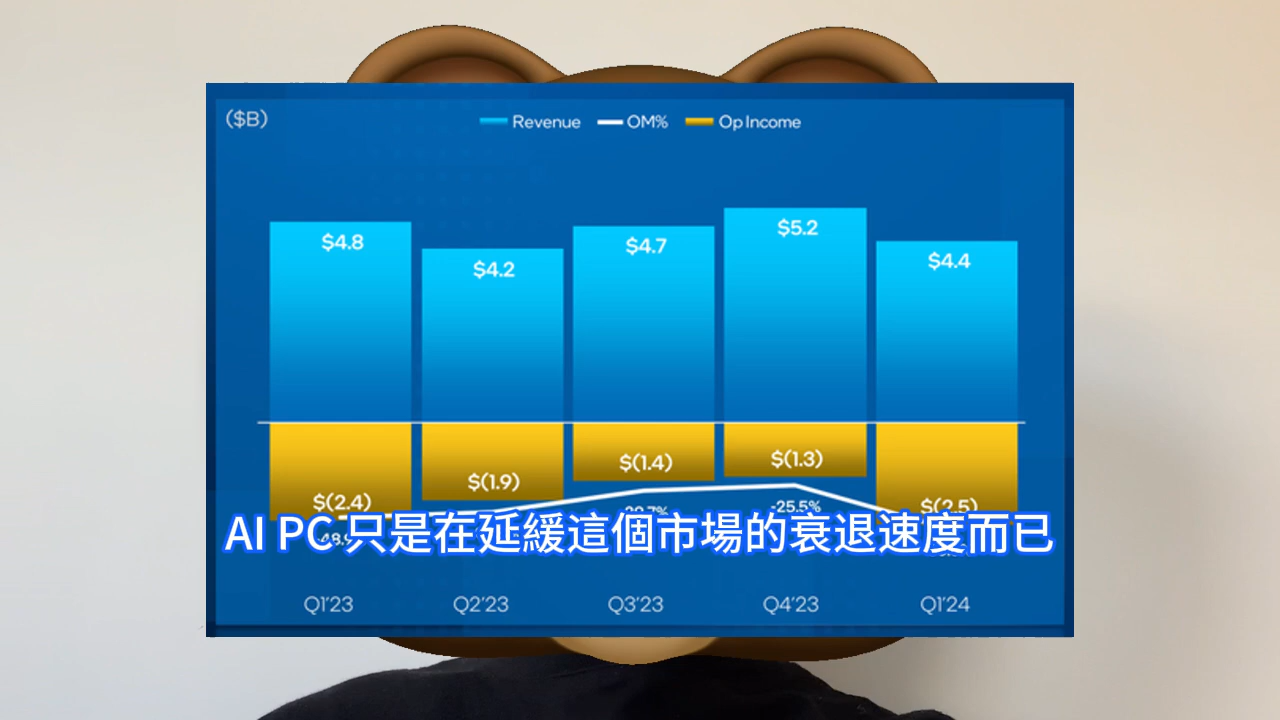 ($B)
Revenue OM% Op Income
$4.8 $4.2 $4.7 $5.2 $4.4
$(2.4) $(1.9) $(1.4) $(1.3) $(2.5)
-25.5%
AI PC 只是在延緩這個市場的衰退速度而已
Q1'23 Q2'23 Q3'23 Q4'23 Q1'24